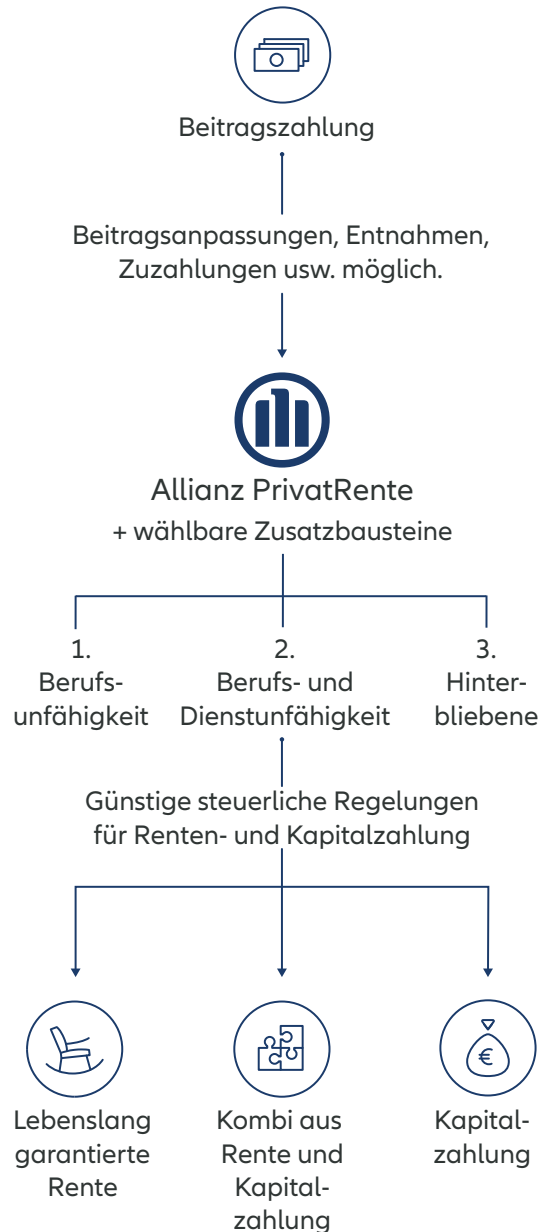 Beitragszahlung
Beitragsanpassungen, Entnahmen,
Zuzahlungen usw. möglich.
Allianz PrivatRente
+ wählbare Zusatzbausteine
1.
Berufs-
unfähigkeit
2.
Berufs- und
Dienstunfähigkeit
3.
Hinter-
bliebene
Günstige steuerliche Regelungen
für Renten- und Kapitalzahlung
€
Lebenslang
garantierte
Rente
Kombi aus
Rente und
Kapital-
zahlung
Kapital-
zahlung